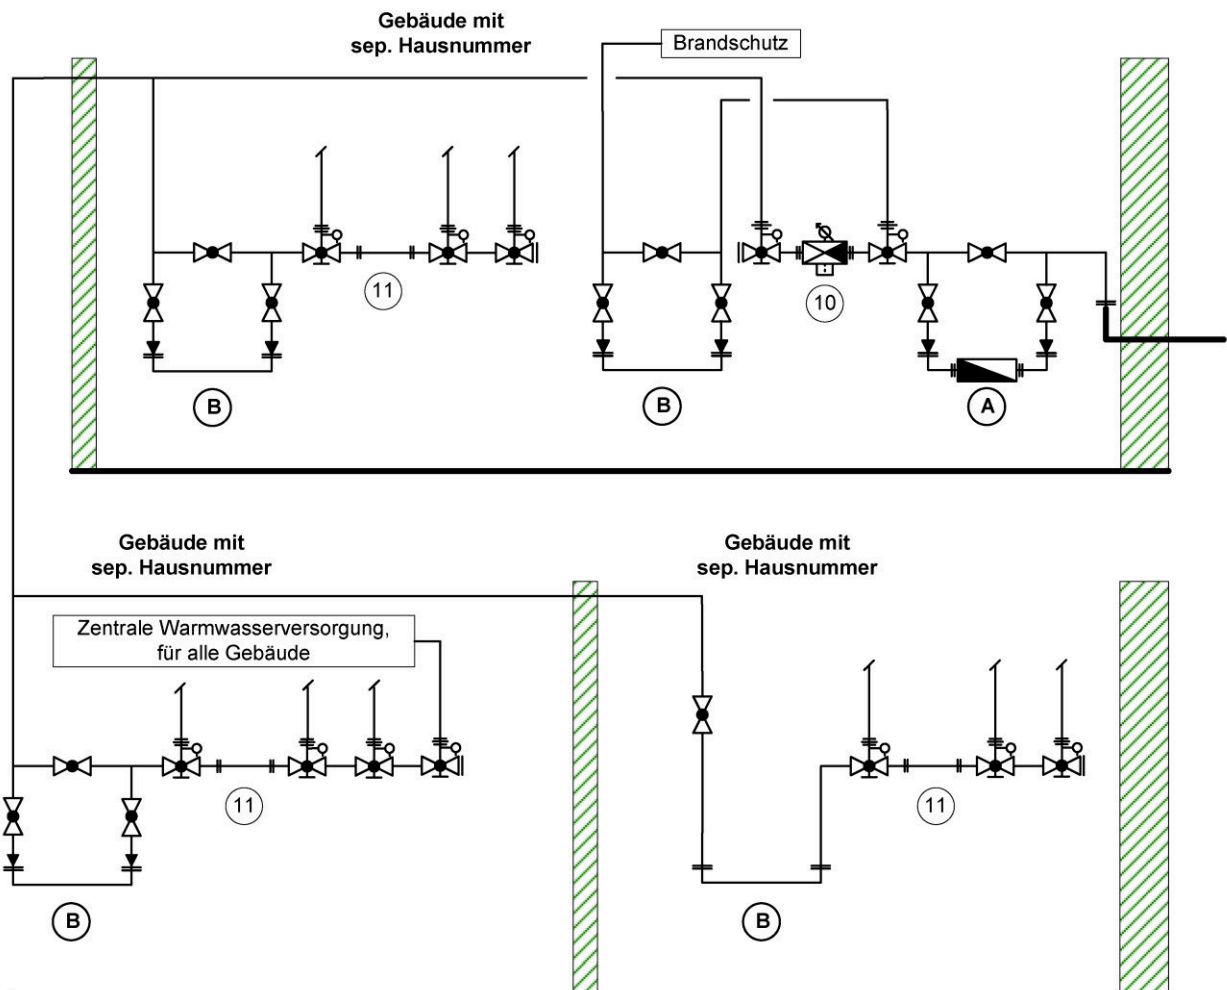 Gebäude mit
sep. Hausnummer
Brandschutz
11
10
B
B
A
Gebäude mit
sep. Hausnummer
Gebäude mit
sep. Hausnummer
Zentrale Warmwasserversorgung,
für alle Gebäude
11
11
B
B